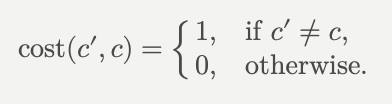 cost(c′, c) = { 1, if c′ ≠ c,
0, otherwise.